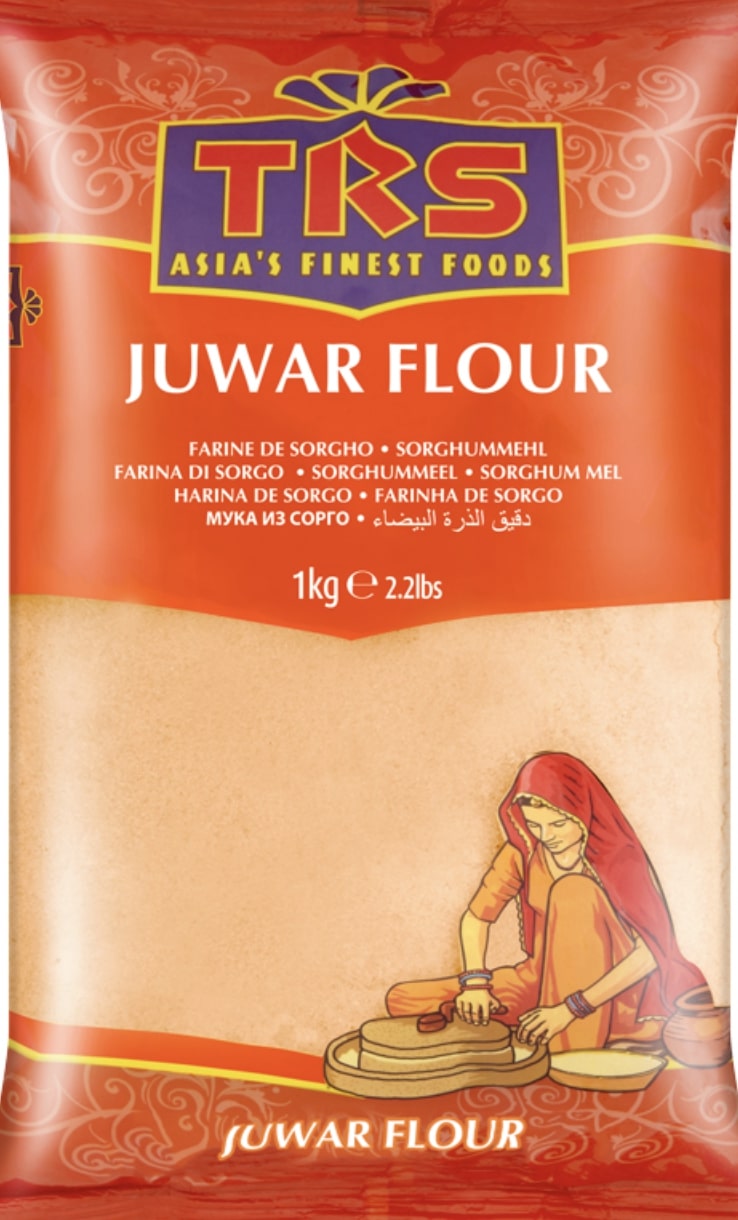 TRS
ASIA'S FINEST FOODS
JUWAR FLOUR
FARINE DE SORGHO • SORGHUMMEHL
FARINA DI SORGO • SORGHUMMEEL • SORGHUM MEL
HARINA DE SORGO • FARINHA DE SORGO
МУКА ИЗ СОРГО • دقيق الذرة البيضاء
1kg ℮ 2.2lbs
JUWAR FLOUR